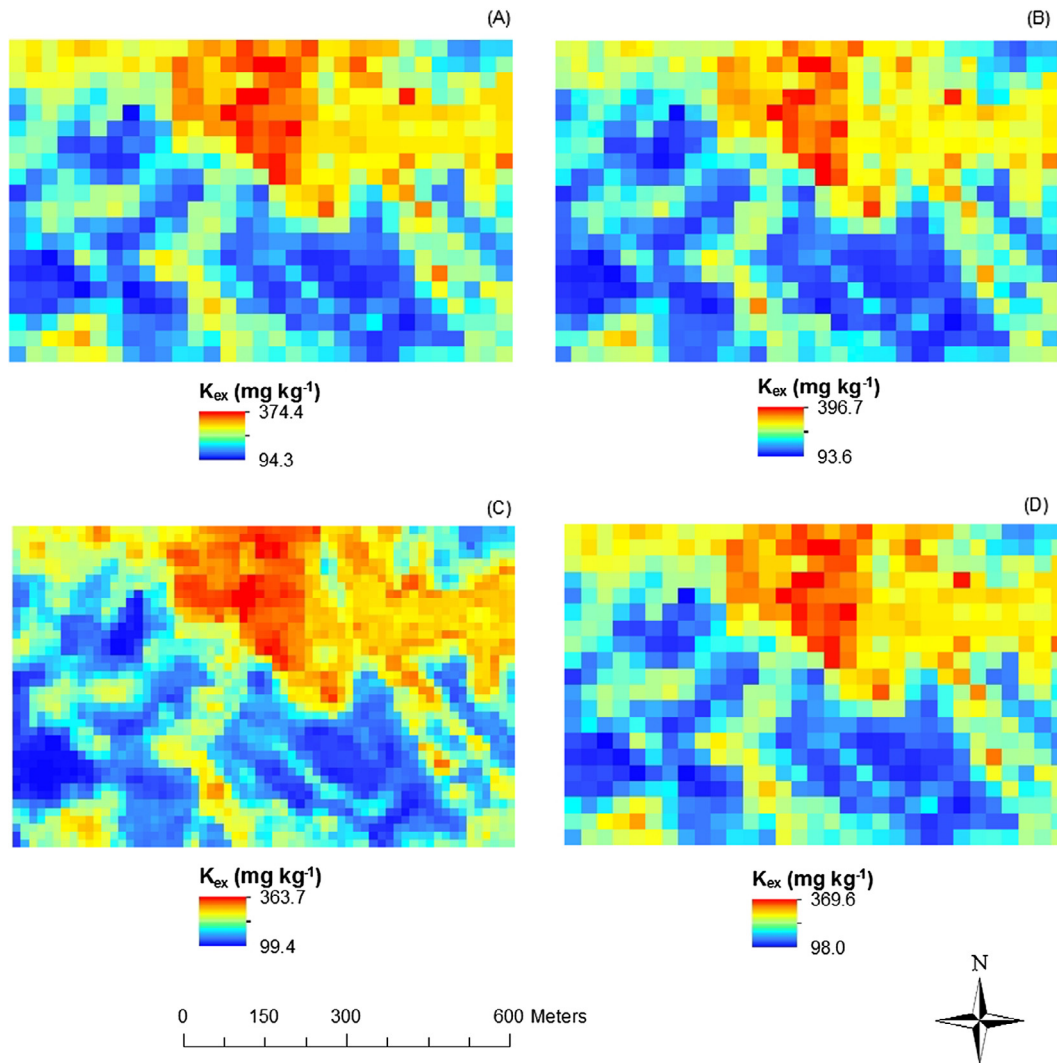 (A)
(B)
Kex (mg kg-1)
374.4
94.3
Kex (mg kg-1)
396.7
93.6
(C)
(D)
Kex (mg kg-1)
363.7
99.4
Kex (mg kg-1)
369.6
98.0
0 150 300 600 Meters
N